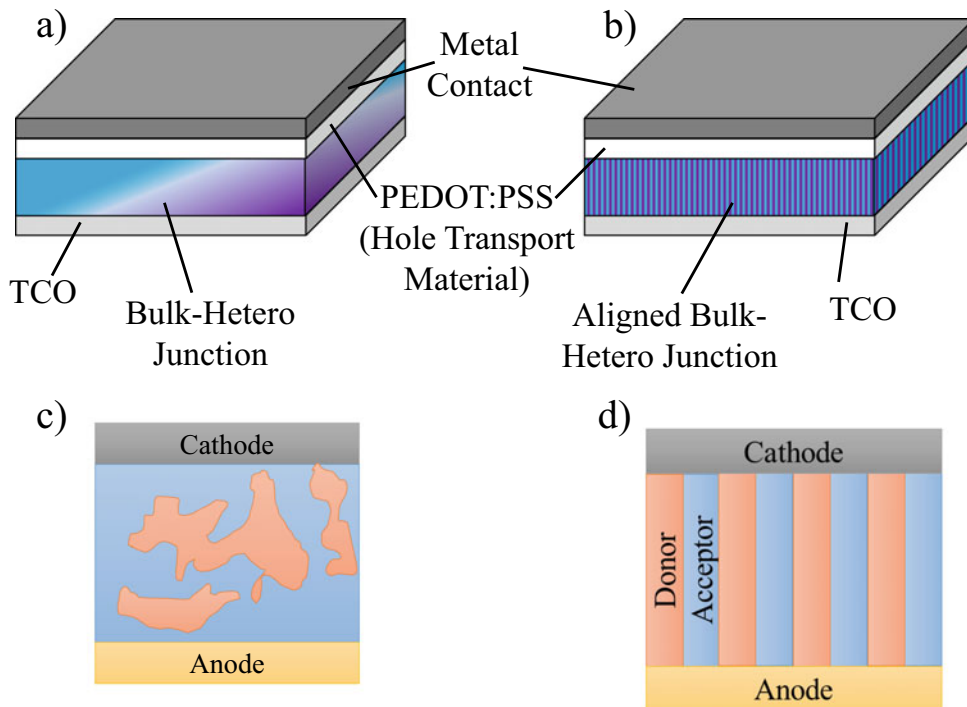 a)
b)
Metal
Contact
PEDOT:PSS
(Hole Transport
Material)
TCO
TCO
Bulk-Hetero
Junction
Aligned Bulk-
Hetero Junction
c)
d)
Cathode
Anode
Cathode
Donor
Acceptor
Anode